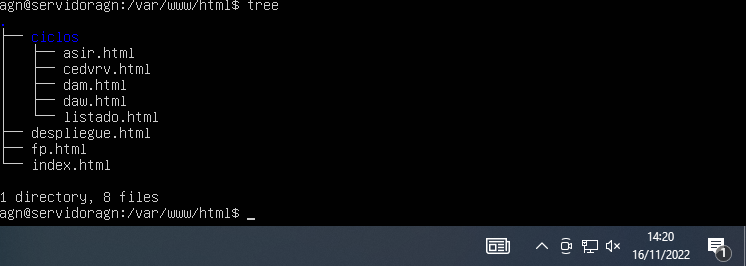 agn@servidoragn:/var/www/html$ tree
.
├── ciclos
│   ├── asir.html
│   ├── cedvrv.html
│   ├── dam.html
│   ├── daw.html
│   └── listado.html
├── despliegue.html
├── fp.html
└── index.html
1 directory, 8 files
agn@servidoragn:/var/www/html$ _
14:20
16/11/2022
1